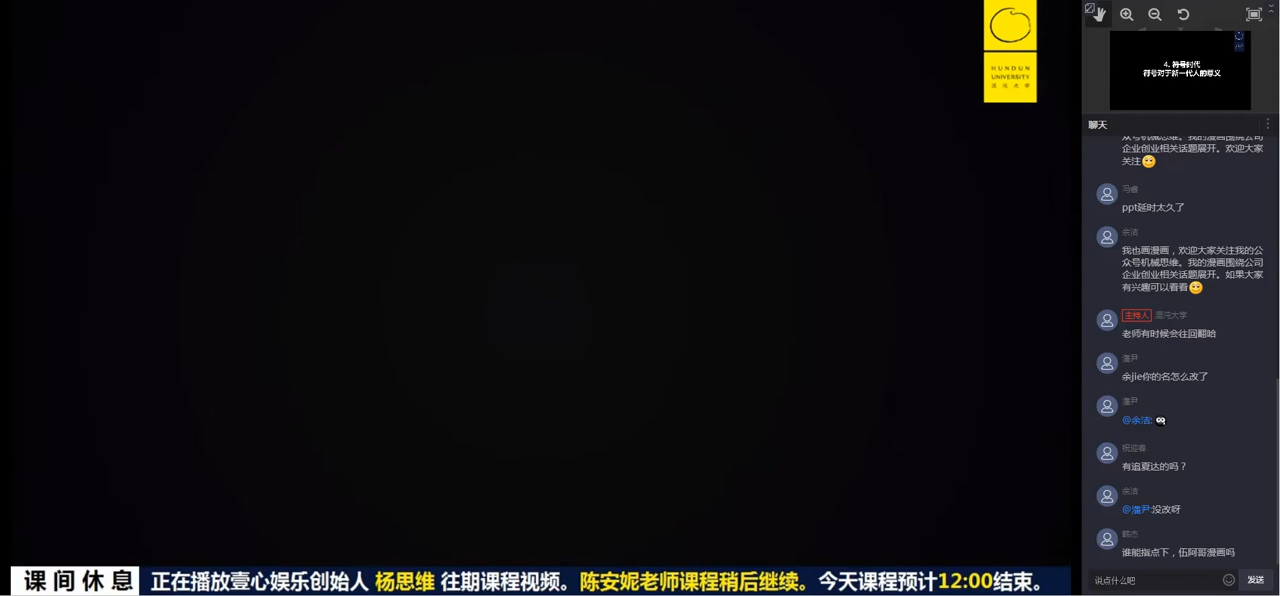 HUNDUN
UNIVERSITY
混沌大学
4. 符号时代
符号对于新一代人的意义
聊天
众号机械思维。我的漫画围绕公司
企业创业相关话题展开。欢迎大家
关注
冯睿
ppt延时太久了
余洁
我也画漫画，欢迎大家关注我的公
众号机械思维。我的漫画围绕公司
企业创业相关话题展开。如果大家
有兴趣可以看看
主持人 混沌大学
老师有时候会往回翻哈
潘尹
余jie你的名怎么改了
潘尹
@余洁:
祝迎春
有追夏达的吗？
余洁
@潘尹:没改呀
韩杰
谁能指点下，伍阿哥漫画吗
说点什么吧 发送
课间休息 正在播放壹心娱乐创始人 杨思维 往期课程视频。陈安妮老师课程稍后继续。今天课程预计12:00结束。